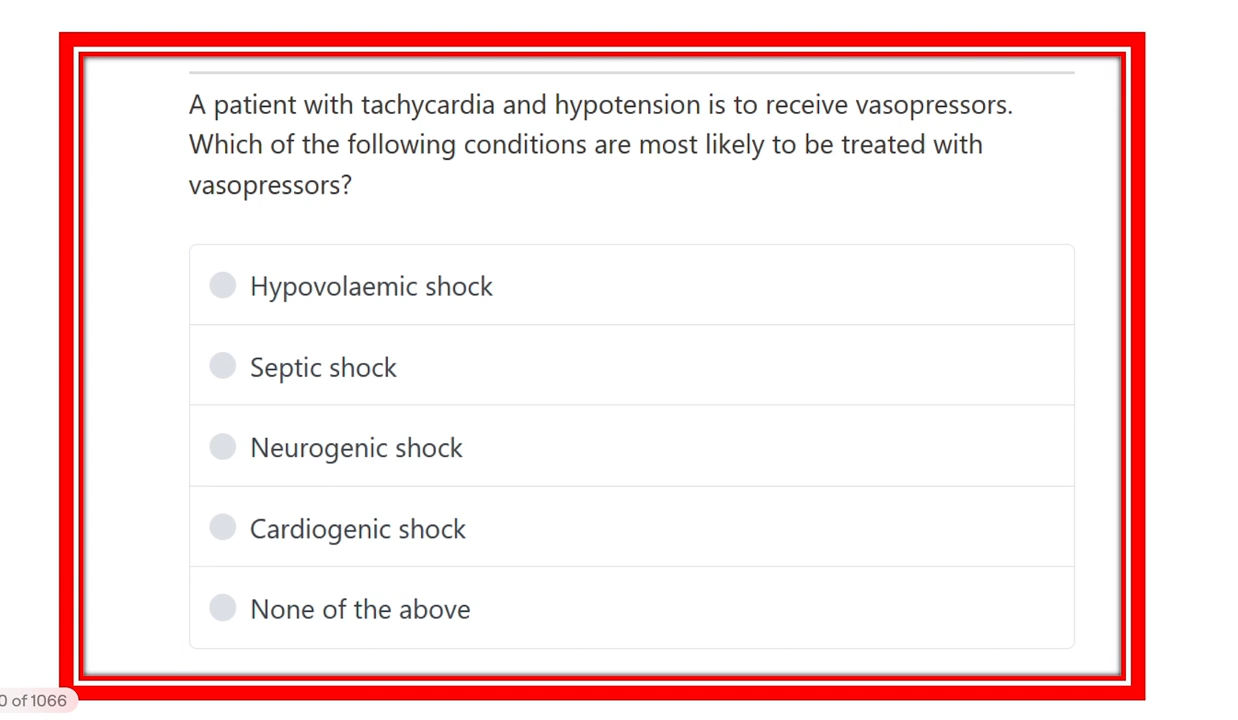 A patient with tachycardia and hypotension is to receive vasopressors.
Which of the following conditions are most likely to be treated with
vasopressors?
Hypovolaemic shock
Septic shock
Neurogenic shock
Cardiogenic shock
None of the above
0 of 1066